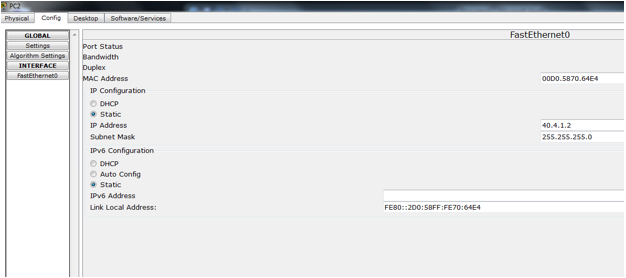 PC2
Physical Config Desktop Software/Services
GLOBAL
Settings
Algorithm Settings
INTERFACE
FastEthernet0
FastEthernet0
Port Status
Bandwidth
Duplex
MAC Address 00D0.5870.64E4
IP Configuration
DHCP
Static
IP Address 40.4.1.2
Subnet Mask 255.255.255.0
IPv6 Configuration
DHCP
Auto Config
Static
IPv6 Address
Link Local Address: FE80::2D0:58FF:FE70:64E4